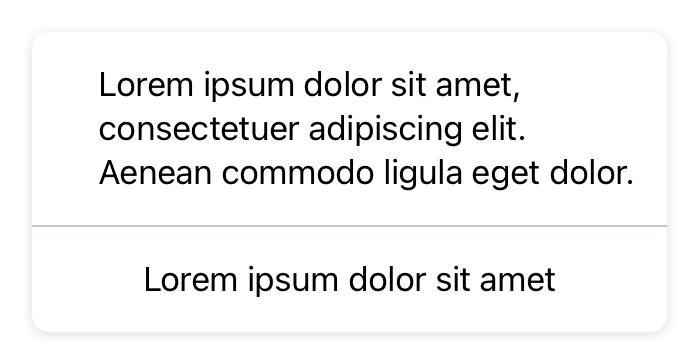 Lorem ipsum dolor sit amet,
consectetuer adipiscing elit.
Aenean commodo ligula eget dolor.
Lorem ipsum dolor sit amet